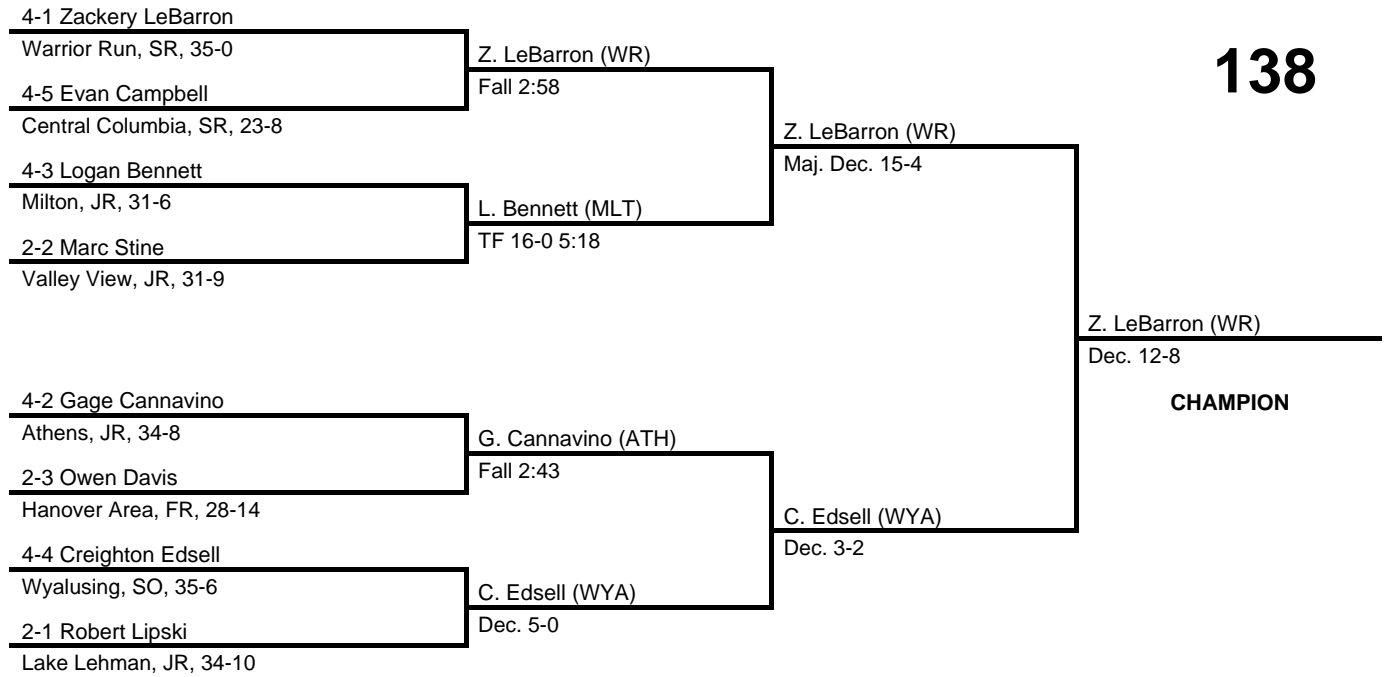 4-1 Zackery LeBarron
Warrior Run, SR, 35-0
Z. LeBarron (WR)
138
Fall 2:58
4-5 Evan Campbell
Central Columbia, SR, 23-8
Z. LeBarron (WR)
Maj. Dec. 15-4
4-3 Logan Bennett
Milton, JR, 31-6
L. Bennett (MLT)
TF 16-0 5:18
2-2 Marc Stine
Valley View, JR, 31-9
Z. LeBarron (WR)
Dec. 12-8
CHAMPION
4-2 Gage Cannavino
Athens, JR, 34-8
G. Cannavino (ATH)
Fall 2:43
2-3 Owen Davis
Hanover Area, FR, 28-14
C. Edsell (WYA)
Dec. 3-2
4-4 Creighton Edsell
Wyalusing, SO, 35-6
C. Edsell (WYA)
Dec. 5-0
2-1 Robert Lipski
Lake Lehman, JR, 34-10